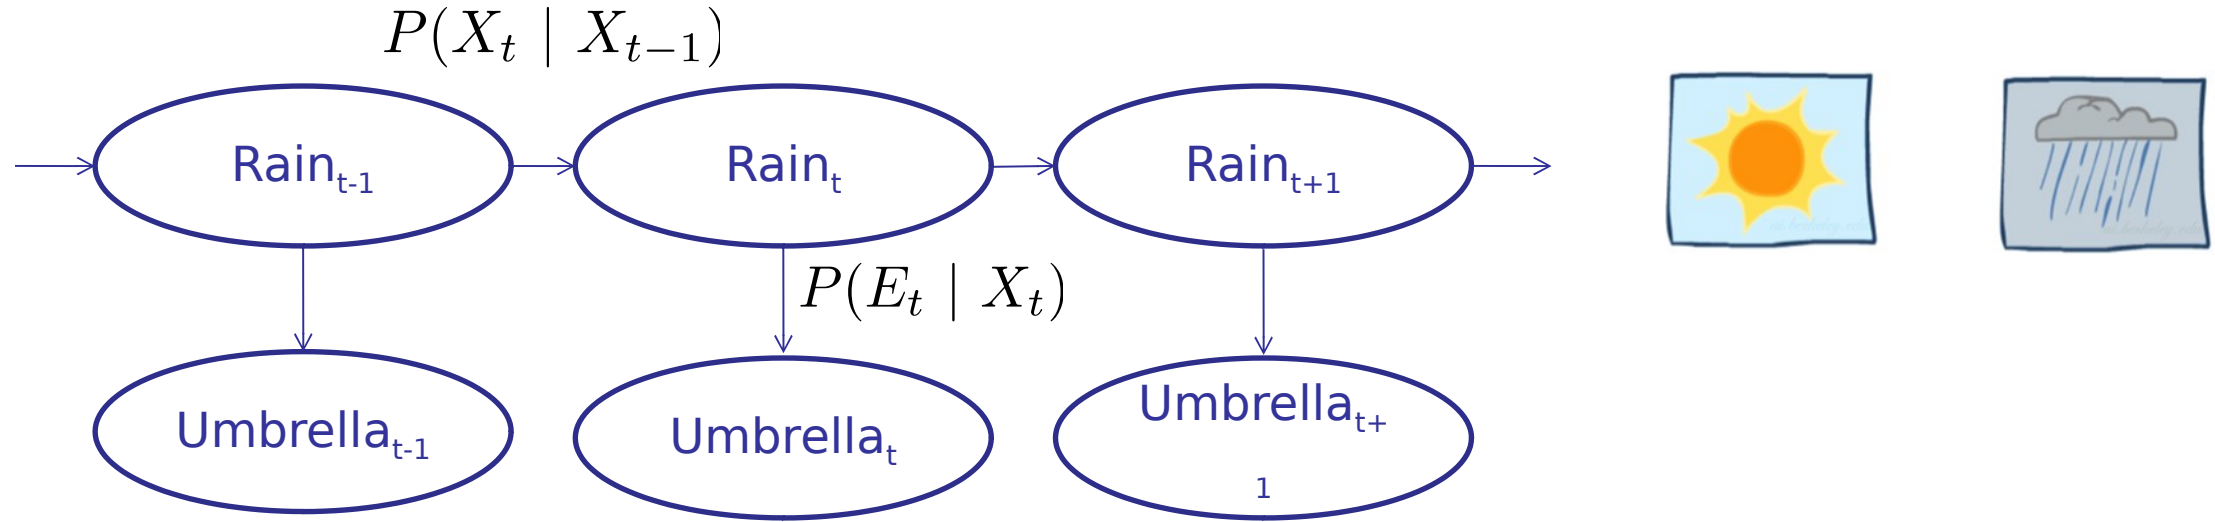 P(X_t | X_{t−1})
Rain_{t-1}
Rain_t
Rain_{t+1}
P(E_t | X_t)
Umbrella_{t-1}
Umbrella_t
Umbrella_{t+
1}